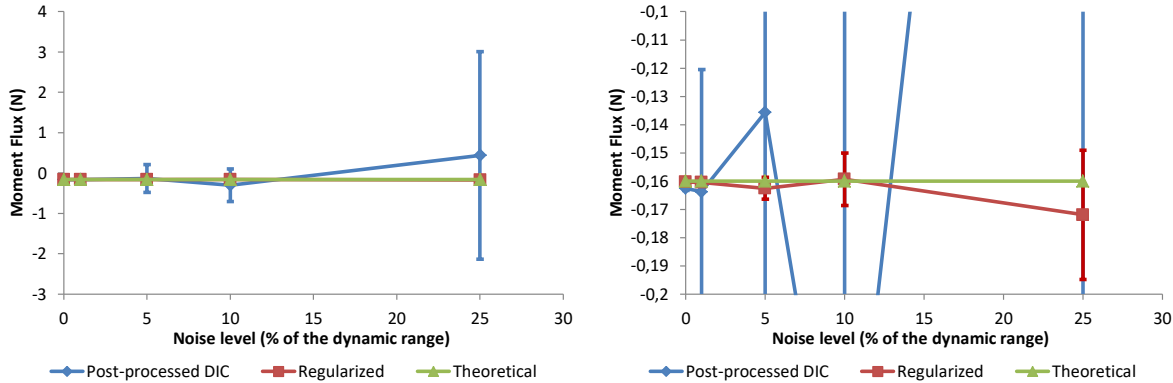 Moment Flux (N)
4
3
2
1
0
-1
-2
-3
0 5 10 15 20 25 30
Noise level (% of the dynamic range)
Post-processed DIC Regularized Theoretical
Moment Flux (N)
-0,1
-0,11
-0,12
-0,13
-0,14
-0,15
-0,16
-0,17
-0,18
-0,19
-0,2
0 5 10 15 20 25 30
Noise level (% of the dynamic range)
Post-processed DIC Regularized Theoretical